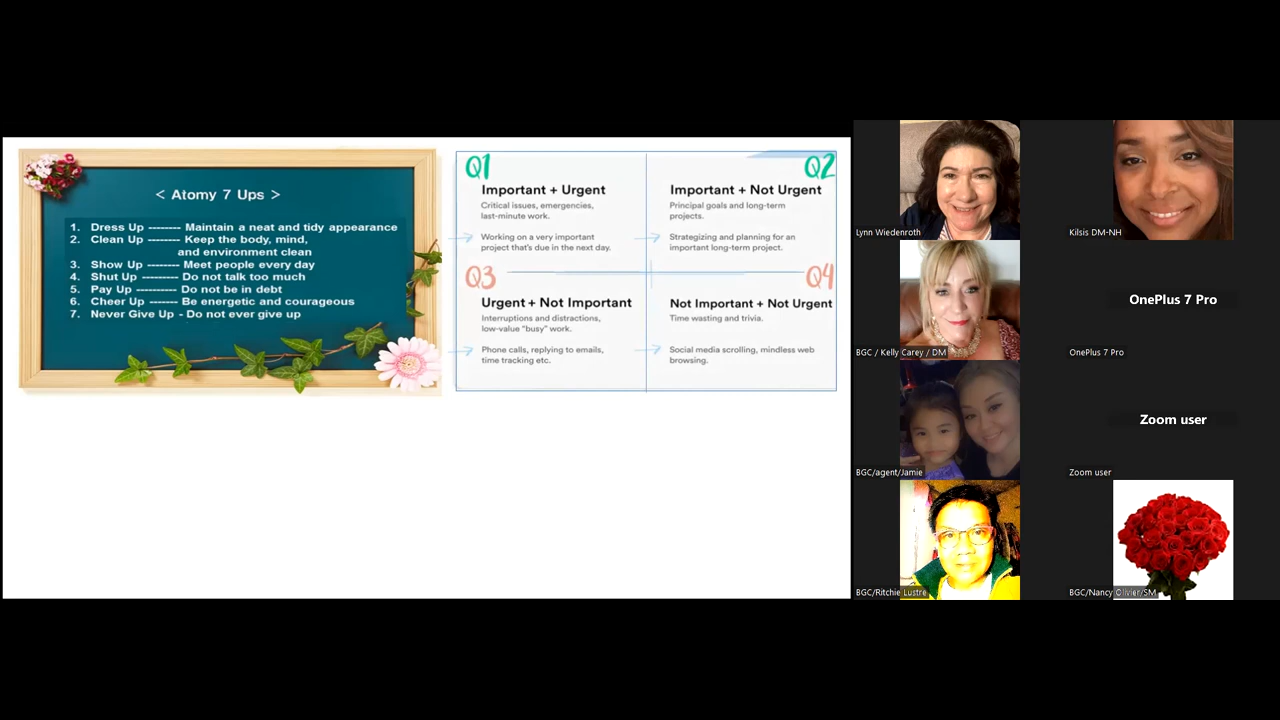 < Atomy 7 Ups >
1. Dress Up -------- Maintain a neat and tidy appearance
2. Clean Up -------- Keep the body, mind,
and environment clean
3. Show Up -------- Meet people every day
4. Shut Up --------- Do not talk too much
5. Pay Up ---------- Do not be in debt
6. Cheer Up ------- Be energetic and courageous
7. Never Give Up - Do not ever give up
Q1
Important + Urgent
Critical issues, emergencies,
last-minute work.
Working on a very important
project that's due in the next day.
Q2
Important + Not Urgent
Principal goals and long-term
projects.
Strategizing and planning for an
important long-term project.
Q3
Urgent + Not Important
Interruptions and distractions,
low-value "busy" work.
Phone calls, replying to emails,
time tracking etc.
Q4
Not Important + Not Urgent
Time wasting and trivia.
Social media scrolling, mindless web
browsing.
Lynn Wiedenroth
Kilsis DM-NH
BGC / Kelly Carey / DM
OnePlus 7 Pro
OnePlus 7 Pro
BGC/agent/Jamie
Zoom user
Zoom user
BGC/Ritchie Lustre
BGC/Nancy Olivier/SM